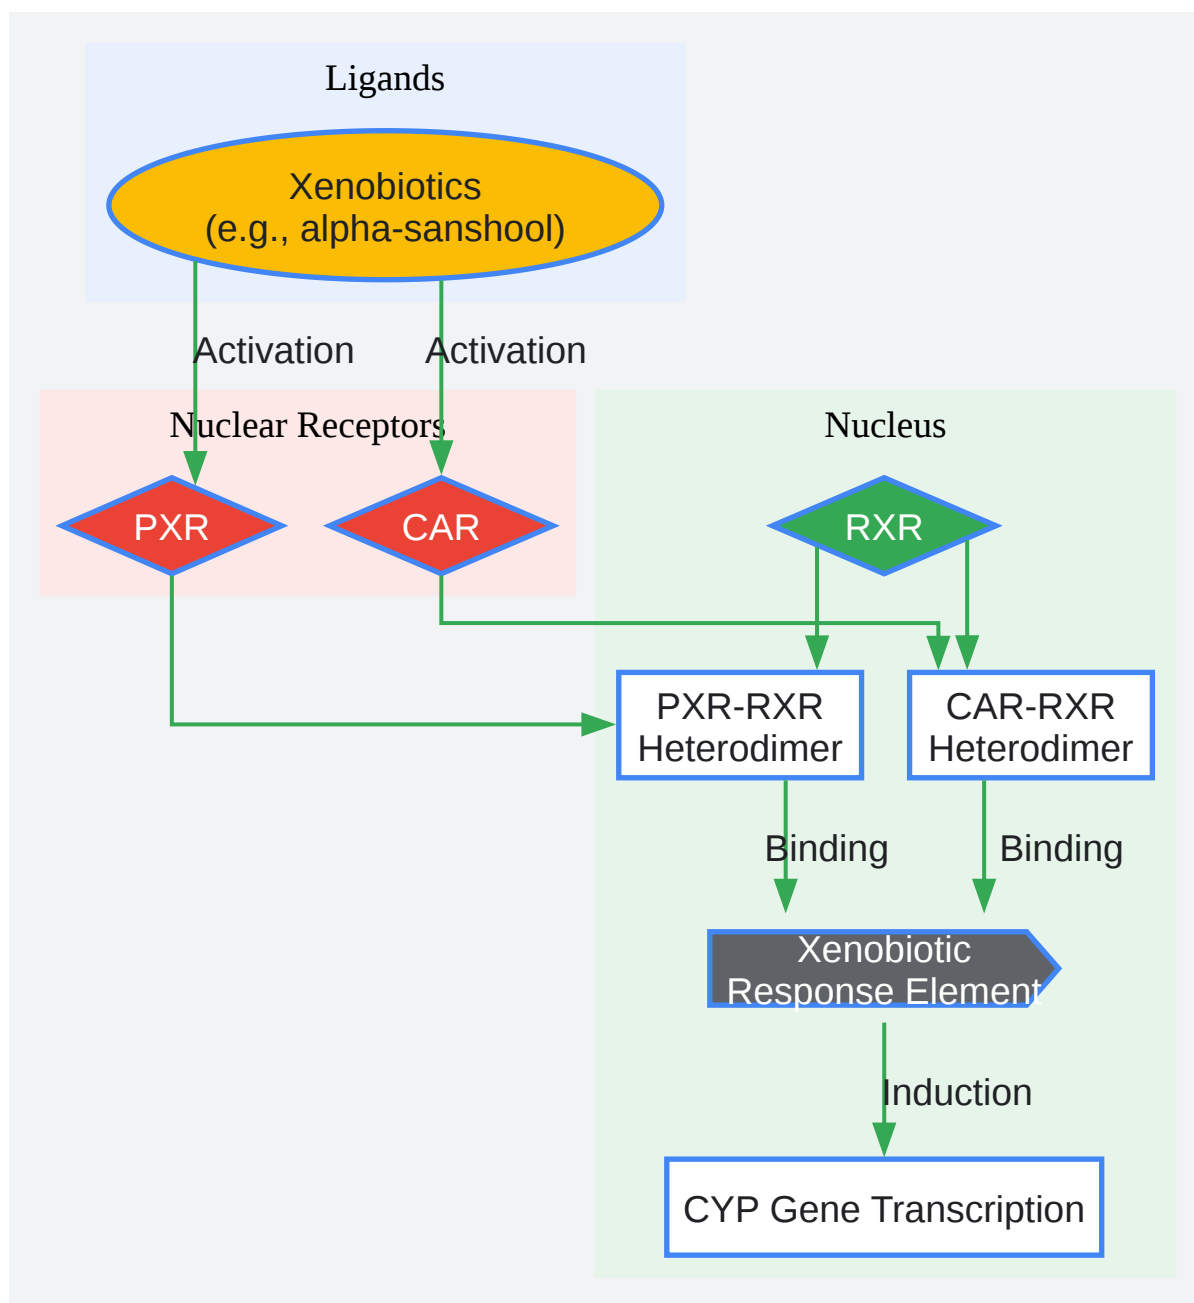 Ligands
Xenobiotics
(e.g., alpha-sanshool)
Activation
Activation
Nuclear Receptors
Nucleus
PXR
CAR
RXR
PXR-RXR
Heterodimer
CAR-RXR
Heterodimer
Binding
Binding
Xenobiotic
Response Element
Induction
CYP Gene Transcription